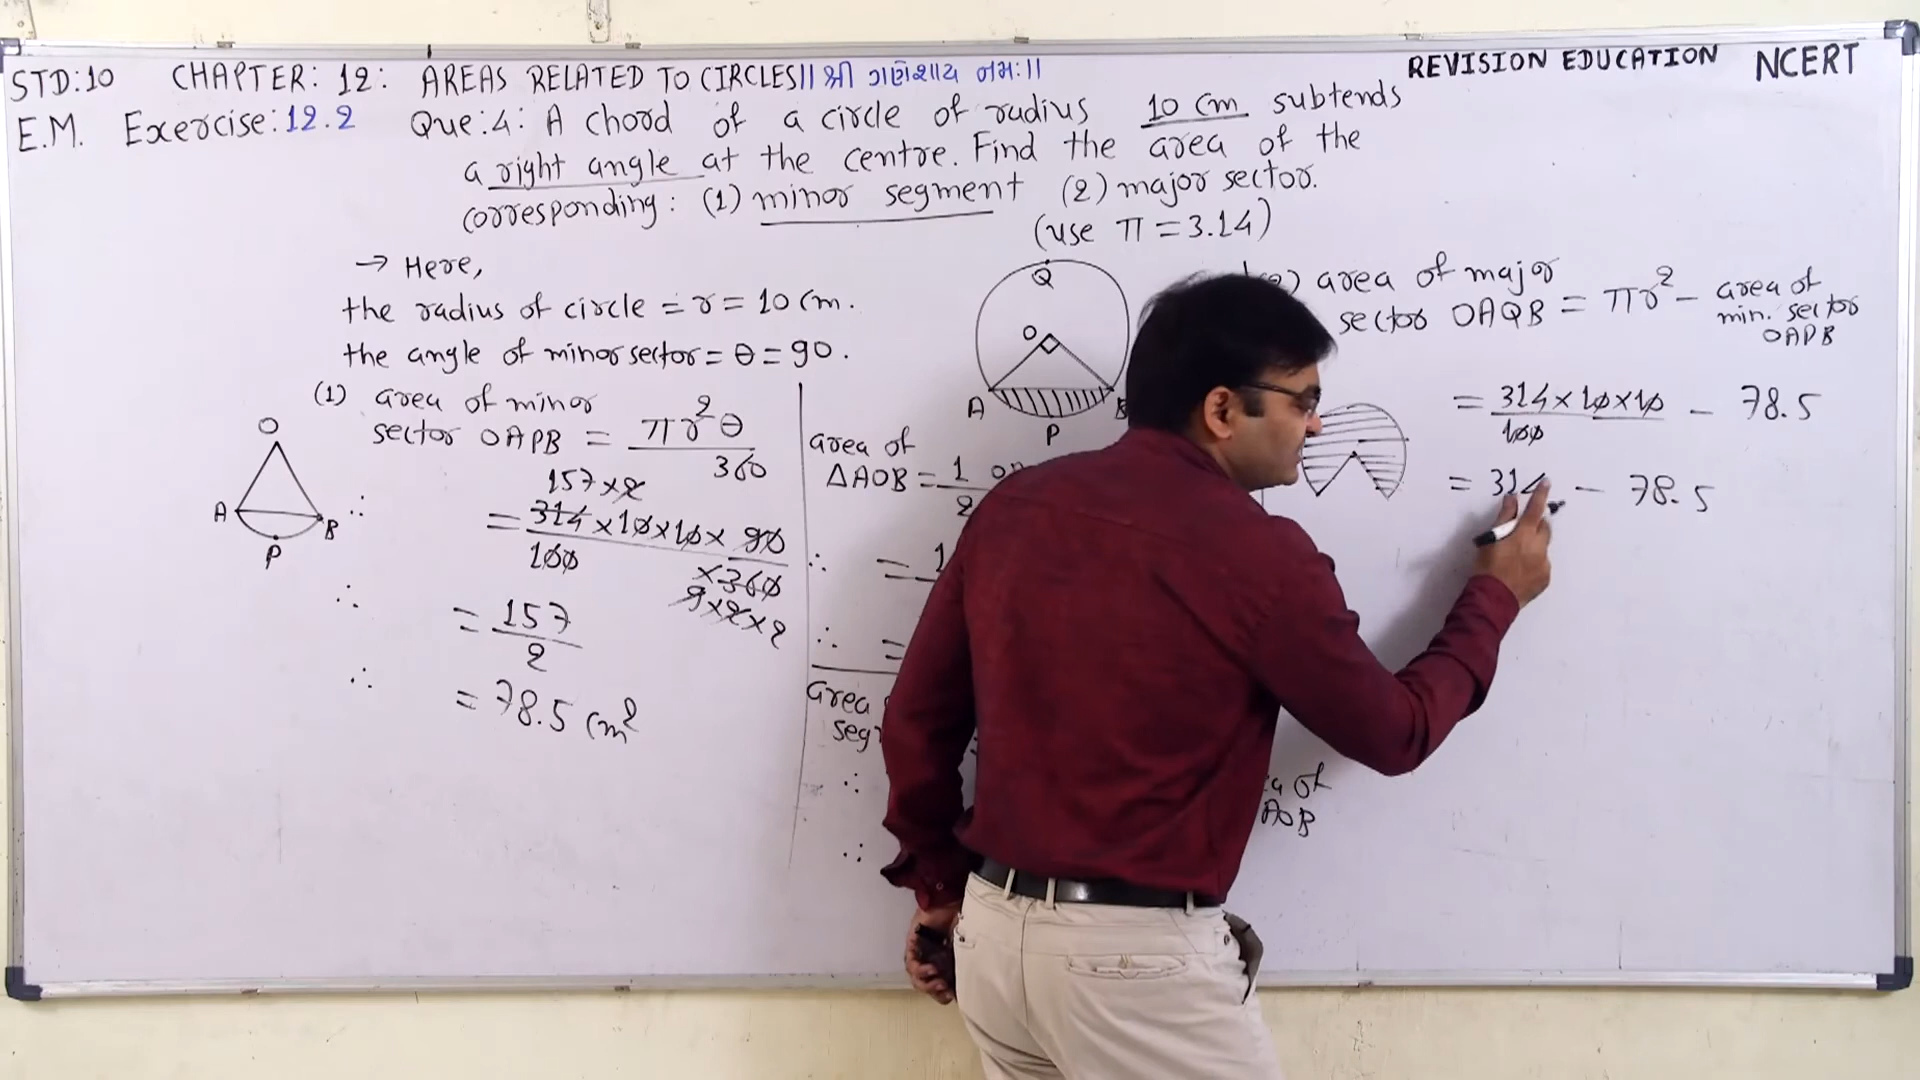 STD:10 CHAPTER: 12: AREAS RELATED TO CIRCLES।। श्री ગણેશાય નમઃ।।
REVISION EDUCATION NCERT
E.M. Exercise:12.2 Que:4: A chord of a circle of radius 10 cm subtends
a right angle at the centre. Find the area of the
corresponding: (1) minor segment (2) major sector.
(use π = 3.14)
→ Here,
the radius of circle = r = 10 cm.
the angle of minor sector = θ = 90.
(1) area of minor
sector OAPB = πr²θ
360
157×2
= 314×10×10× 90
100 ×360
9×2×2
∴ = 157
2
∴ = 78.5 cm²
O
A
B
P
Q
O
A
P
area of
ΔAOB = 1
2
∴ = 1
∴ =
area
∴
∴
AOB
area of major
sector OAQB = πr² - area of
min. sector
OAPB
= 314×10×10 - 78.5
100
= 314 - 78.5